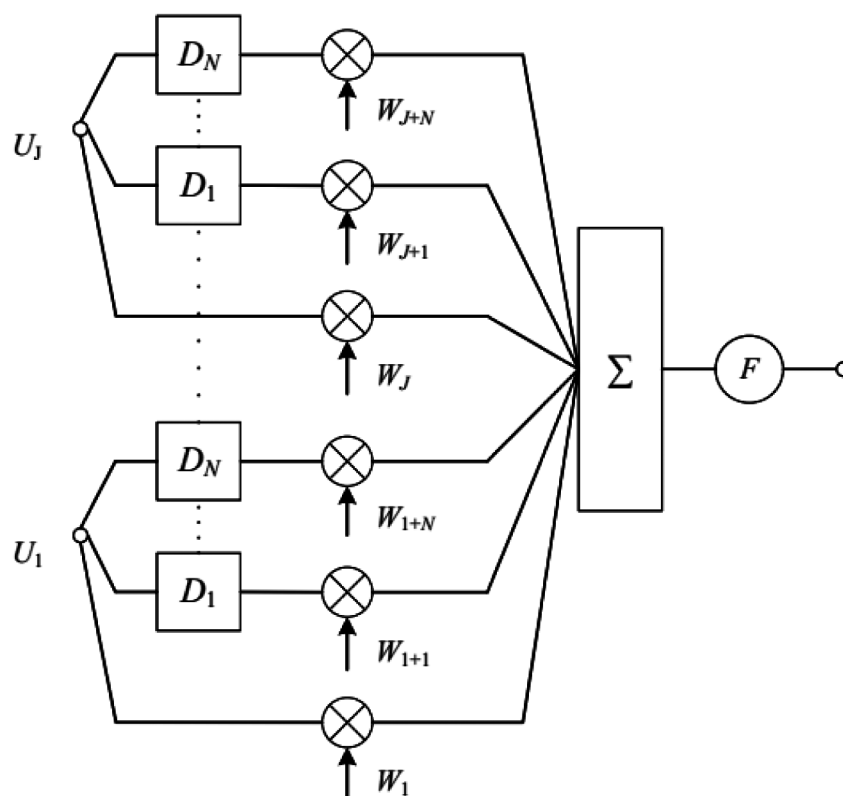 D_N
W_{J+N}
U_J
D_1
W_{J+1}
W_J
Σ
F
D_N
W_{1+N}
U_1
D_1
W_{1+1}
W_1